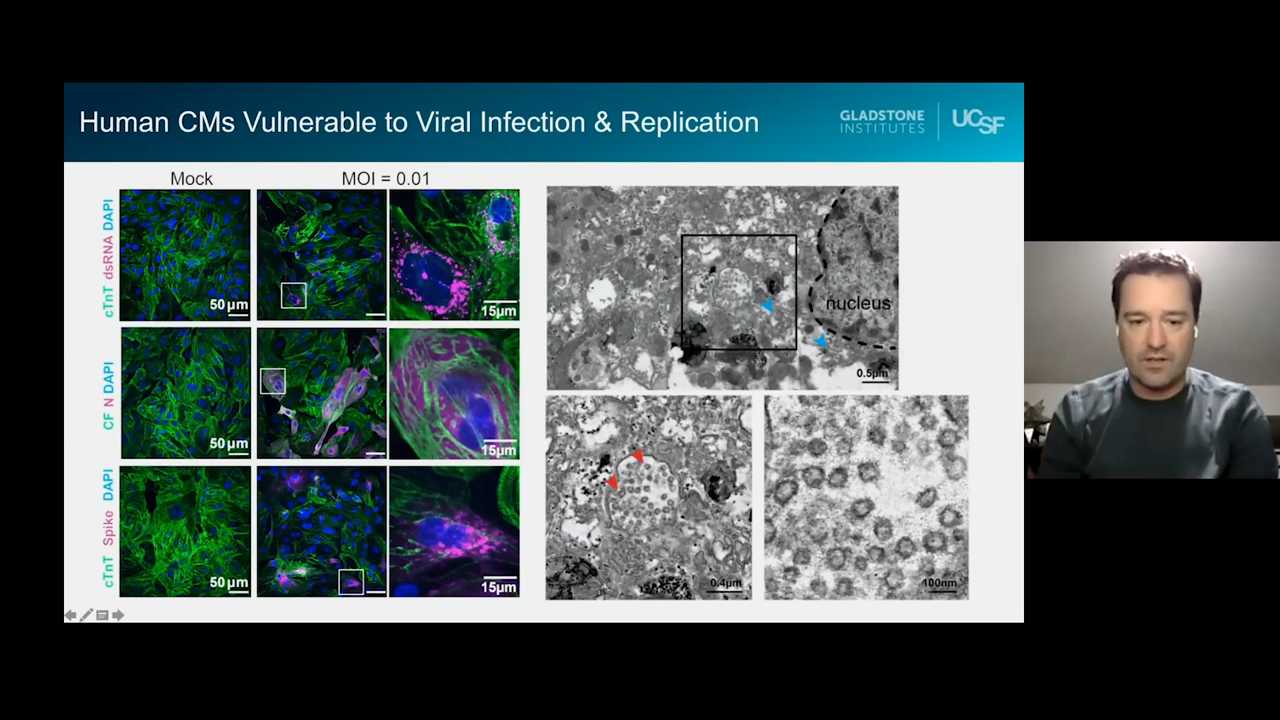 Human CMs Vulnerable to Viral Infection & Replication
GLADSTONE
INSTITUTES
UCSF
Mock
MOI = 0.01
cTnT dsRNA DAPI
50 μm
15μm
nucleus
0.5μm
CF N DAPI
50 μm
15μm
cTnT Spike DAPI
50 μm
15μm
0.4μm
100nm